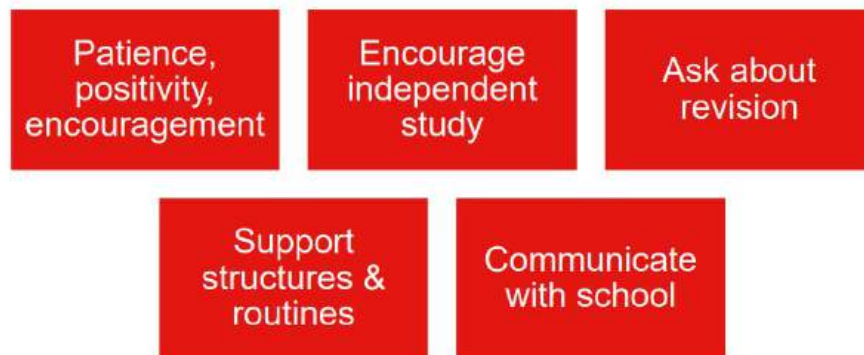 Patience,
positivity,
encouragement
Encourage
independent
study
Ask about
revision
Support
structures &
routines
Communicate
with school